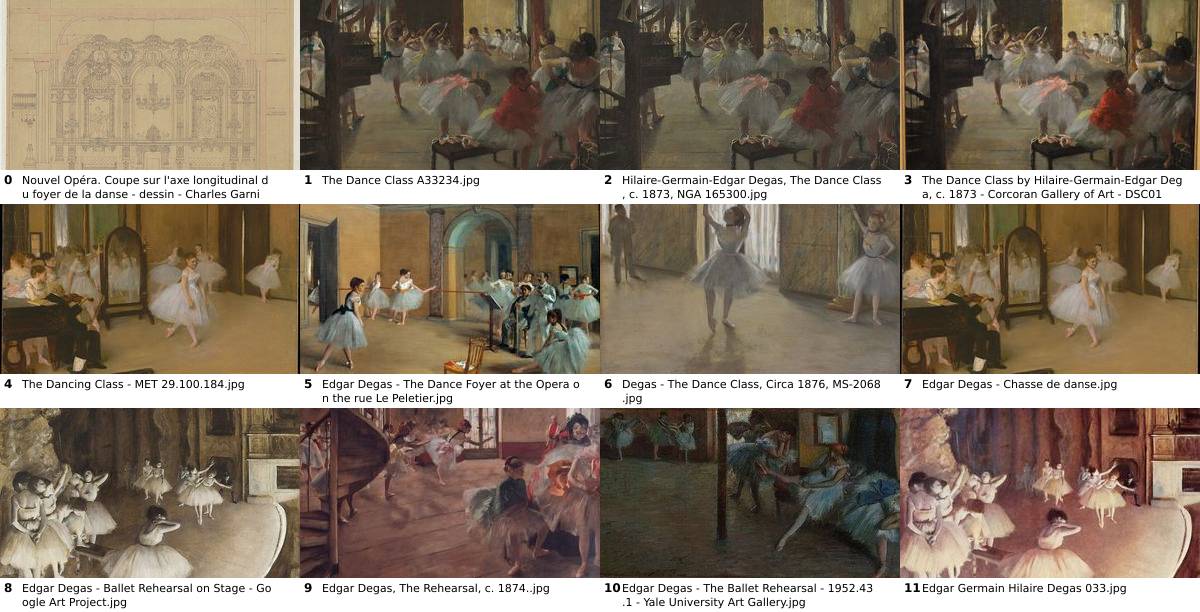 0 Nouvel Opéra. Coupe sur l'axe longitudinal d
u foyer de la danse - dessin - Charles Garni
1 The Dance Class A33234.jpg
2 Hilaire-Germain-Edgar Degas, The Dance Class
, c. 1873, NGA 165300.jpg
3 The Dance Class by Hilaire-Germain-Edgar Deg
a, c. 1873 - Corcoran Gallery of Art - DSC01
4 The Dancing Class - MET 29.100.184.jpg
5 Edgar Degas - The Dance Foyer at the Opera o
n the rue Le Peletier.jpg
6 Degas - The Dance Class, Circa 1876, MS-2068
.jpg
7 Edgar Degas - Chasse de danse.jpg
8 Edgar Degas - Ballet Rehearsal on Stage - Go
ogle Art Project.jpg
9 Edgar Degas, The Rehearsal, c. 1874..jpg
10 Edgar Degas - The Ballet Rehearsal - 1952.43
.1 - Yale University Art Gallery.jpg
11 Edgar Germain Hilaire Degas 033.jpg